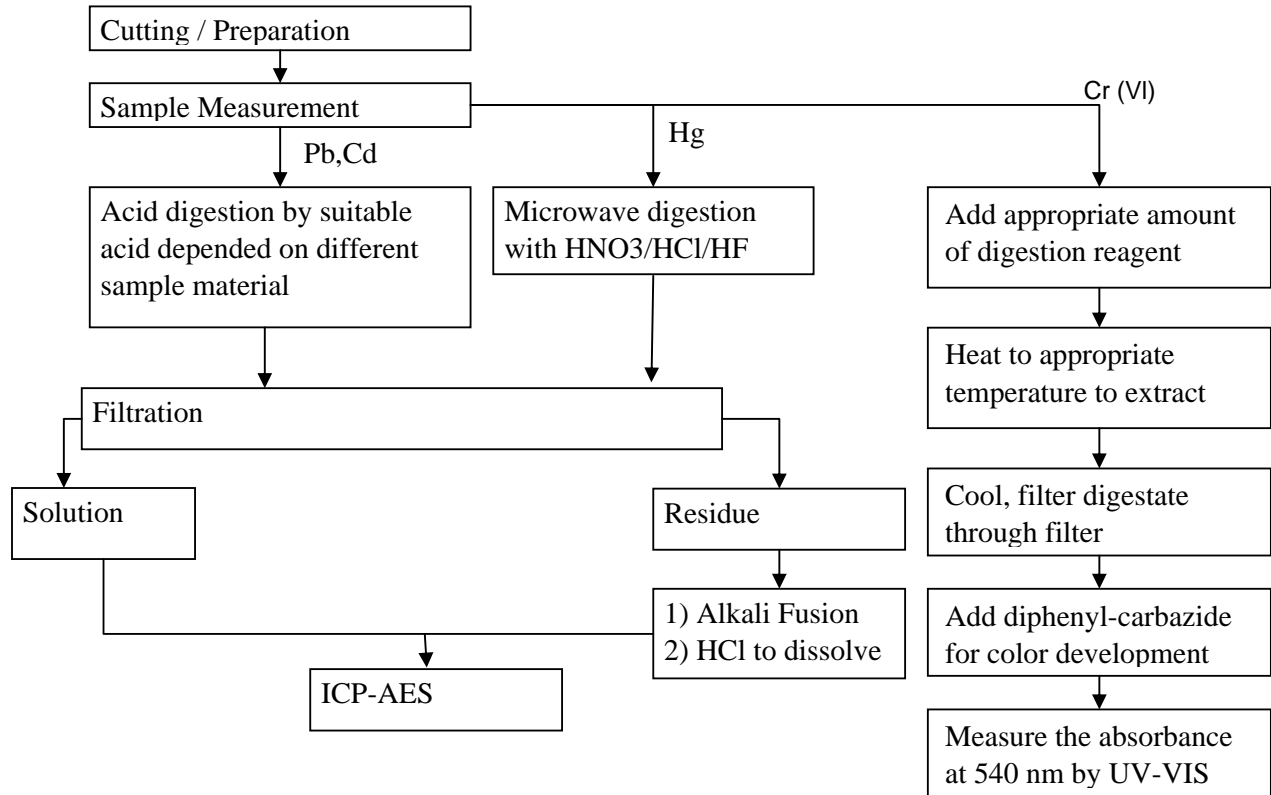 Cutting / Preparation
Sample Measurement
Cr (VI)
Pb,Cd
Hg
Acid digestion by suitable
acid depended on different
sample material
Microwave digestion
with HNO3/HCl/HF
Add appropriate amount
of digestion reagent
Heat to appropriate
temperature to extract
Filtration
Solution
Residue
Cool, filter digestate
through filter
1) Alkali Fusion
2) HCl to dissolve
Add diphenyl-carbazide
for color development
ICP-AES
Measure the absorbance
at 540 nm by UV-VIS